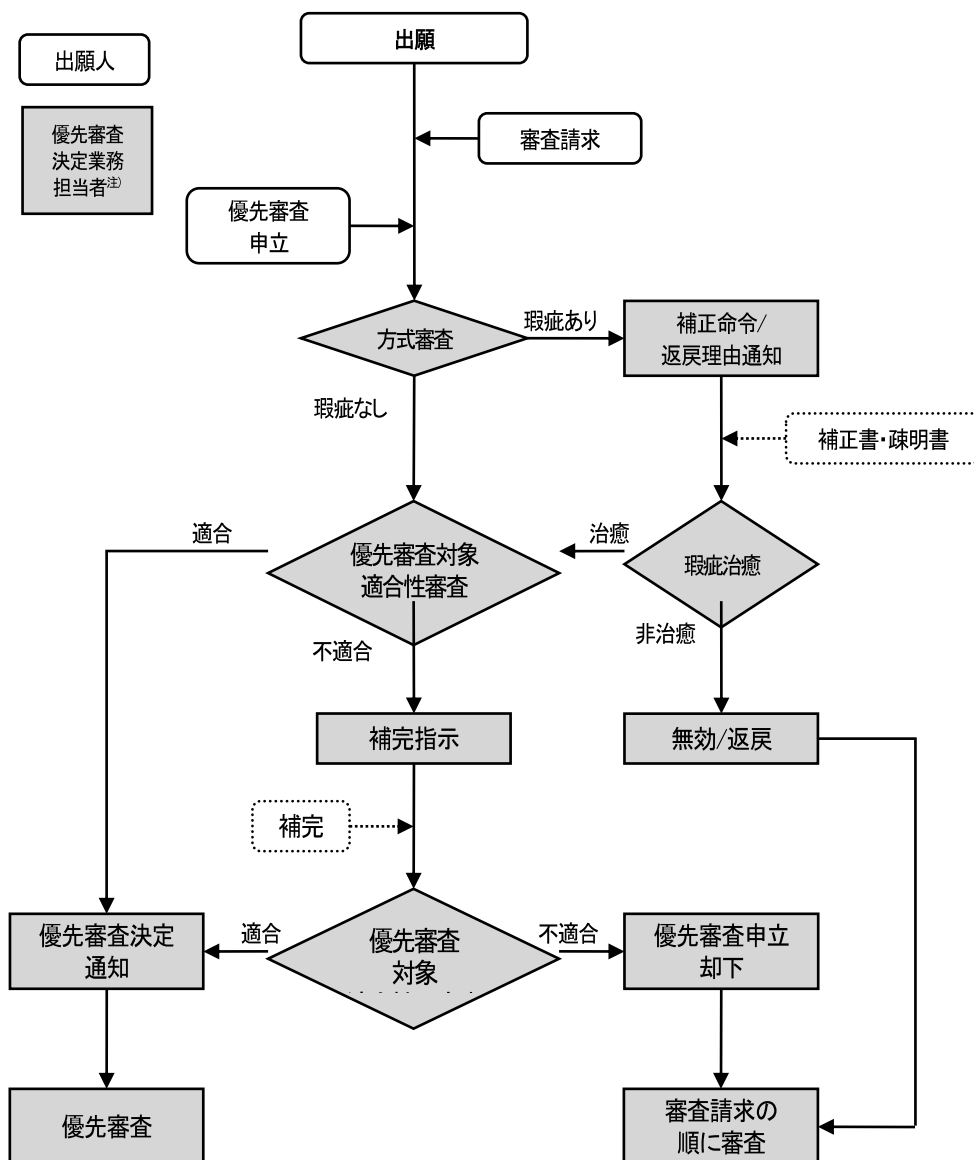 出願
出願人
優先審査
決定業務
担当者注)
審査請求
優先審査
申立
方式審査
瑕疵あり
補正命令/
返戻理由通知
瑕疵なし
補正書・疎明書
適合
優先審査対象
適合性審査
治癒
瑕疵治癒
不適合
非治癒
補完指示
無効/返戻
補完
優先審査決定
通知
適合
優先審査
対象
不適合
優先審査申立
却下
優先審査
審査請求の
順に審査